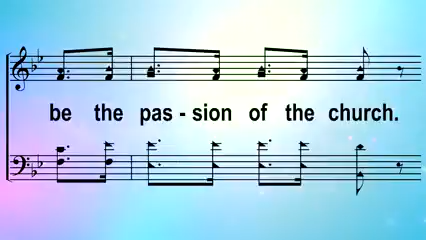 be the pas - sion of the church.